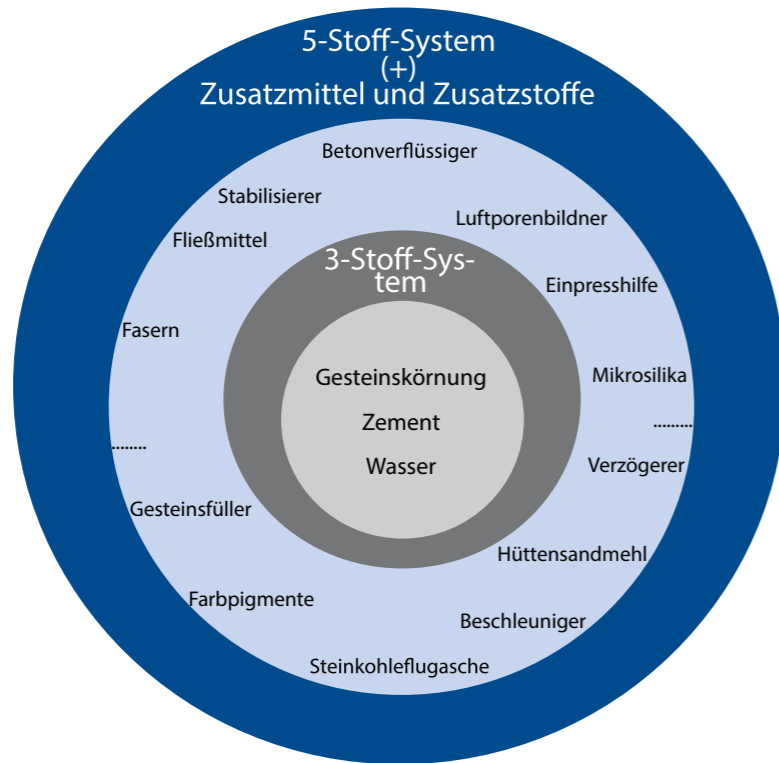 5-Stoff-System
(+)
Zusatzmittel und Zusatzstoffe
Betonverflüssiger
Stabilisierer
Luftporenbildner
Fließmittel
3-Stoff-Sys-
tem
Einpresshilfe
Fasern
Gesteinskörnung
Mikrosilika
Zement
.........
........
Wasser
Verzögerer
Gesteinsfüller
Hüttensandmehl
Farbpigmente
Beschleuniger
Steinkohleflugasche